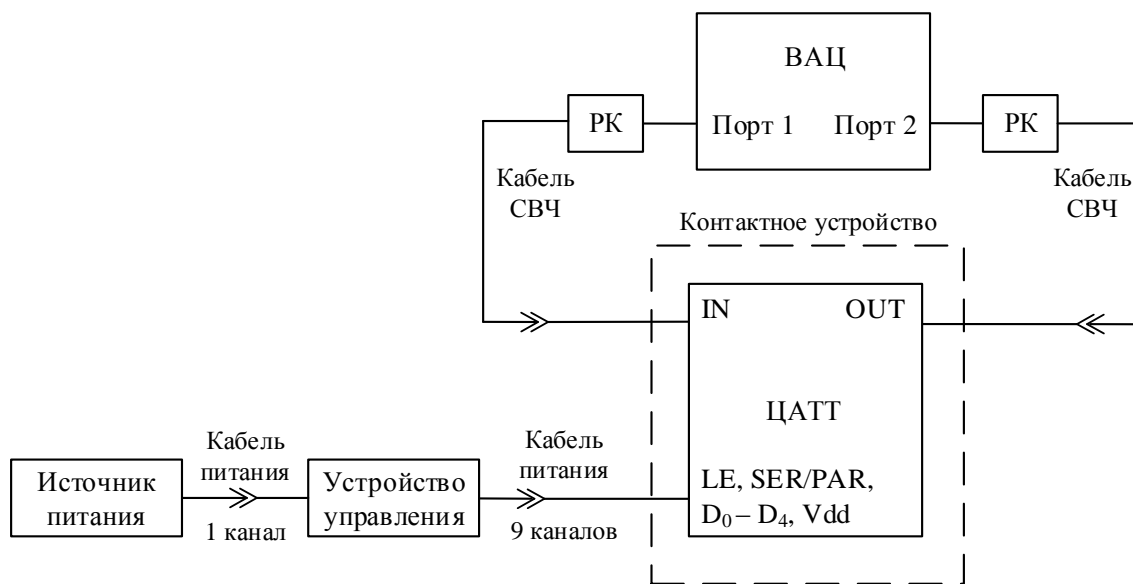 ВАЦ
РК
Порт 1
Порт 2
РК
Кабель
СВЧ
Кабель
СВЧ
Контактное устройство
IN
OUT
ЦАТТ
LE, SER/PAR,
D₀ – D₄, Vdd
Источник
питания
Кабель
питания
1 канал
Устройство
управления
Кабель
питания
9 каналов